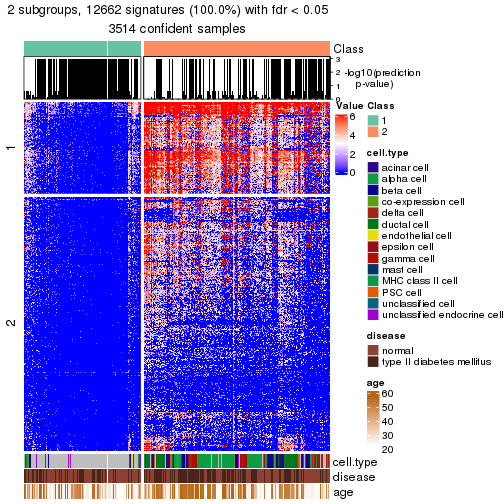 2 subgroups, 12662 signatures (100.0%) with fdr < 0.05
3514 confident samples
Class
3
2
1
0
-log10(prediction
p-value)
1
2
Value
6
4
2
0
Class
1
2
cell.type
acinar cell
alpha cell
beta cell
co-expression cell
delta cell
ductal cell
endothelial cell
epsilon cell
gamma cell
mast cell
MHC class II cell
PSC cell
unclassified cell
unclassified endocrine cell
disease
normal
type II diabetes mellitus
age
60
50
40
30
20
cell.type
disease
age